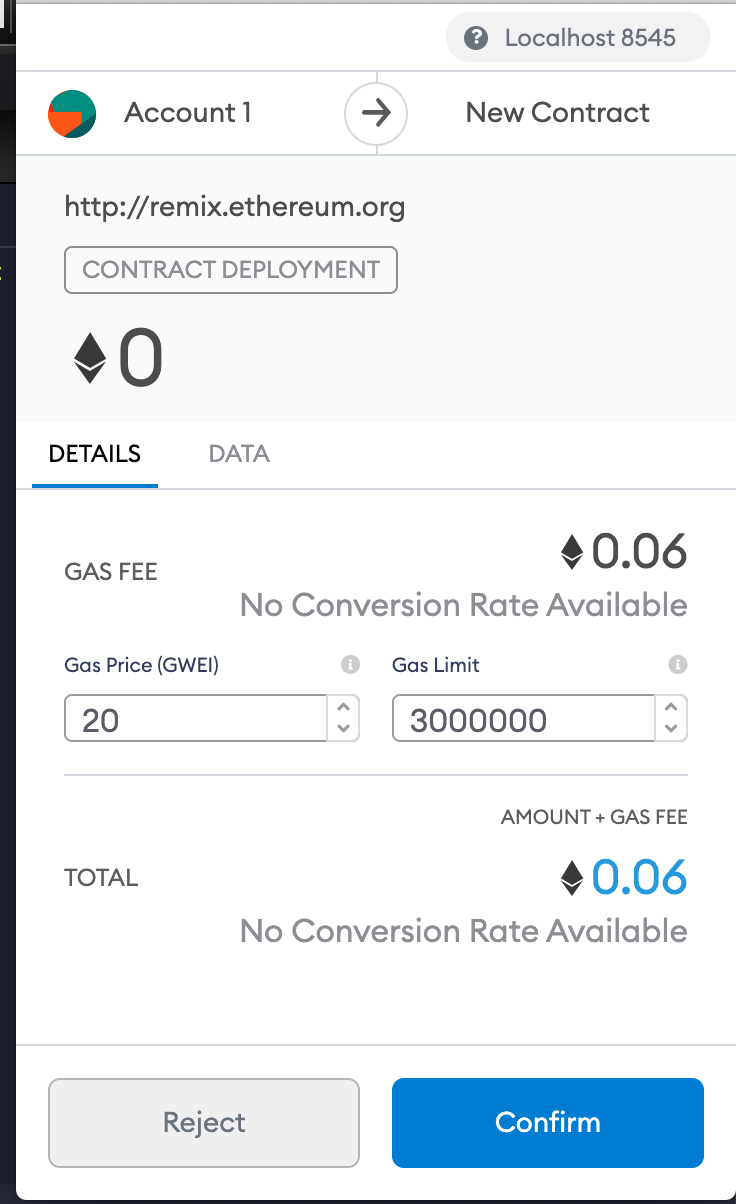 Localhost 8545
Account 1
New Contract
http://remix.ethereum.org
CONTRACT DEPLOYMENT
0
DETAILS
DATA
0.06
GAS FEE
No Conversion Rate Available
Gas Price (GWEI)
Gas Limit
20
3000000
AMOUNT + GAS FEE
TOTAL
0.06
No Conversion Rate Available
Reject
Confirm